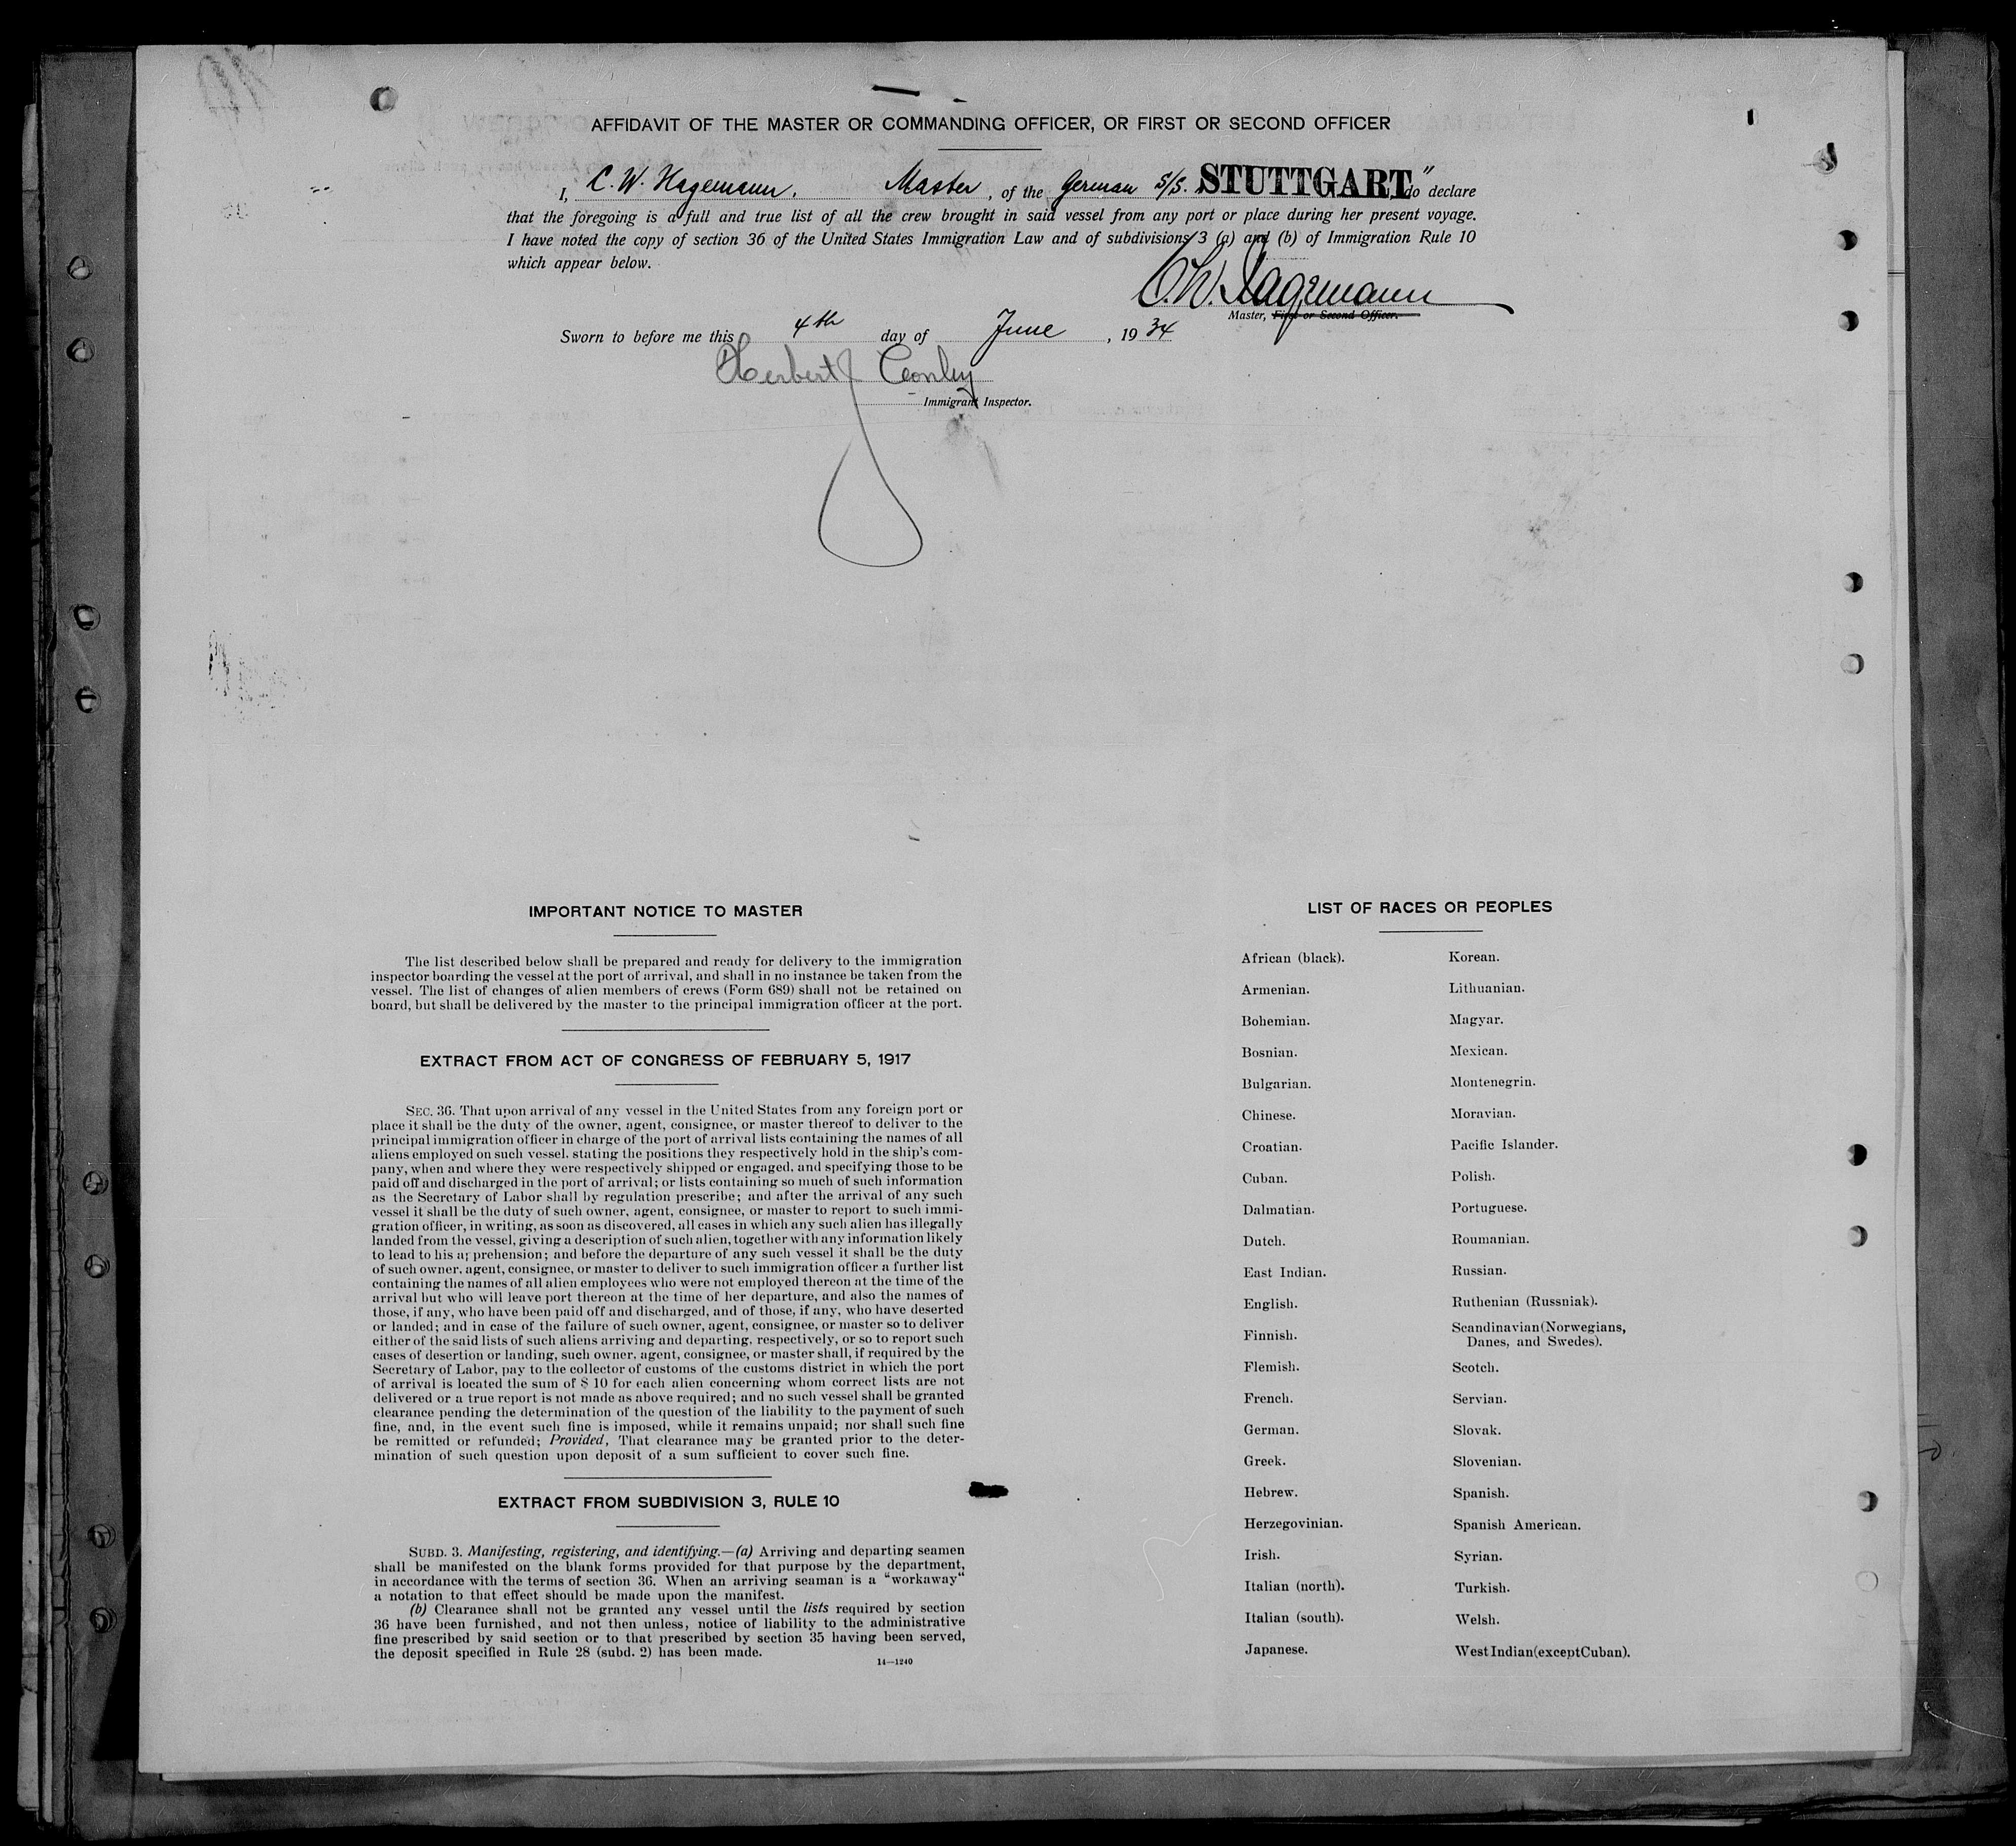 AFFIDAVIT OF THE MASTER OR COMMANDING OFFICER, OR FIRST OR SECOND OFFICER
I, C. W. Hagemann, Master, of the German S/S. STUTTGART" do declare
that the foregoing is a full and true list of all the crew brought in said vessel from any port or place during her present voyage.
I have noted the copy of section 36 of the United States Immigration Law and of subdivisions 3 (a) and (b) of Immigration Rule 10
which appear below.
C. W. Hagemann
Master, First or Second Officer.
Sworn to before me this 4th day of June, 1934
Herbert J Conley
Immigrant Inspector.
IMPORTANT NOTICE TO MASTER
The list described below shall be prepared and ready for delivery to the immigration
inspector boarding the vessel at the port of arrival, and shall in no instance be taken from the
vessel. The list of changes of alien members of crews (Form 689) shall not be retained on
board, but shall be delivered by the master to the principal immigration officer at the port.
EXTRACT FROM ACT OF CONGRESS OF FEBRUARY 5, 1917
SEC. 36. That upon arrival of any vessel in the United States from any foreign port or
place it shall be the duty of the owner, agent, consignee, or master thereof to deliver to the
principal immigration officer in charge of the port of arrival lists containing the names of all
aliens employed on such vessel. stating the positions they respectively hold in the ship's com-
pany, when and where they were respectively shipped or engaged, and specifying those to be
paid off and discharged in the port of arrival; or lists containing so much of such information
as the Secretary of Labor shall by regulation prescribe; and after the arrival of any such
vessel it shall be the duty of such owner, agent, consignee, or master to report to such immi-
gration officer, in writing, as soon as discovered, all cases in which any such alien has illegally
landed from the vessel, giving a description of such alien, together with any information likely
to lead to his apprehension; and before the departure of any such vessel it shall be the duty
of such owner, agent, consignee, or master to deliver to such immigration officer a further list
containing the names of all alien employees who were not employed thereon at the time of the
arrival but who will leave port thereon at the time of her departure, and also the names of
those, if any, who have been paid off and discharged, and of those, if any, who have deserted
or landed; and in case of the failure of such owner, agent, consignee, or master so to deliver
either of the said lists of such aliens arriving and departing, respectively, or so to report such
cases of desertion or landing, such owner, agent, consignee, or master shall, if required by the
Secretary of Labor, pay to the collector of customs of the customs district in which the port
of arrival is located the sum of $ 10 for each alien concerning whom correct lists are not
delivered or a true report is not made as above required; and no such vessel shall be granted
clearance pending the determination of the question of the liability to the payment of such
fine, and, in the event such fine is imposed, while it remains unpaid; nor shall such fine
be remitted or refunded; Provided, That clearance may be granted prior to the deter-
mination of such question upon deposit of a sum sufficient to cover such fine.
EXTRACT FROM SUBDIVISION 3, RULE 10
SUBD. 3. Manifesting, registering, and identifying.—(a) Arriving and departing seamen
shall be manifested on the blank forms provided for that purpose by the department,
in accordance with the terms of section 36. When an arriving seaman is a "workaway"
a notation to that effect should be made upon the manifest.
(b) Clearance shall not be granted any vessel until the lists required by section
36 have been furnished, and not then unless, notice of liability to the administrative
fine prescribed by said section or to that prescribed by section 35 having been served,
the deposit specified in Rule 28 (subd. 2) has been made.
14—1240
LIST OF RACES OR PEOPLES
African (black).
Armenian.
Bohemian.
Bosnian.
Bulgarian.
Chinese.
Croatian.
Cuban.
Dalmatian.
Dutch.
East Indian.
English.
Finnish.
Flemish.
French.
German.
Greek.
Hebrew.
Herzegovinian.
Irish.
Italian (north).
Italian (south).
Japanese.
Korean.
Lithuanian.
Magyar.
Mexican.
Montenegrin.
Moravian.
Pacific Islander.
Polish.
Portuguese.
Roumanian.
Russian.
Ruthenian (Russniak).
Scandinavian (Norwegians,
Danes, and Swedes).
Scotch.
Servian.
Slovak.
Slovenian.
Spanish.
Spanish American.
Syrian.
Turkish.
Welsh.
West Indian (except Cuban).